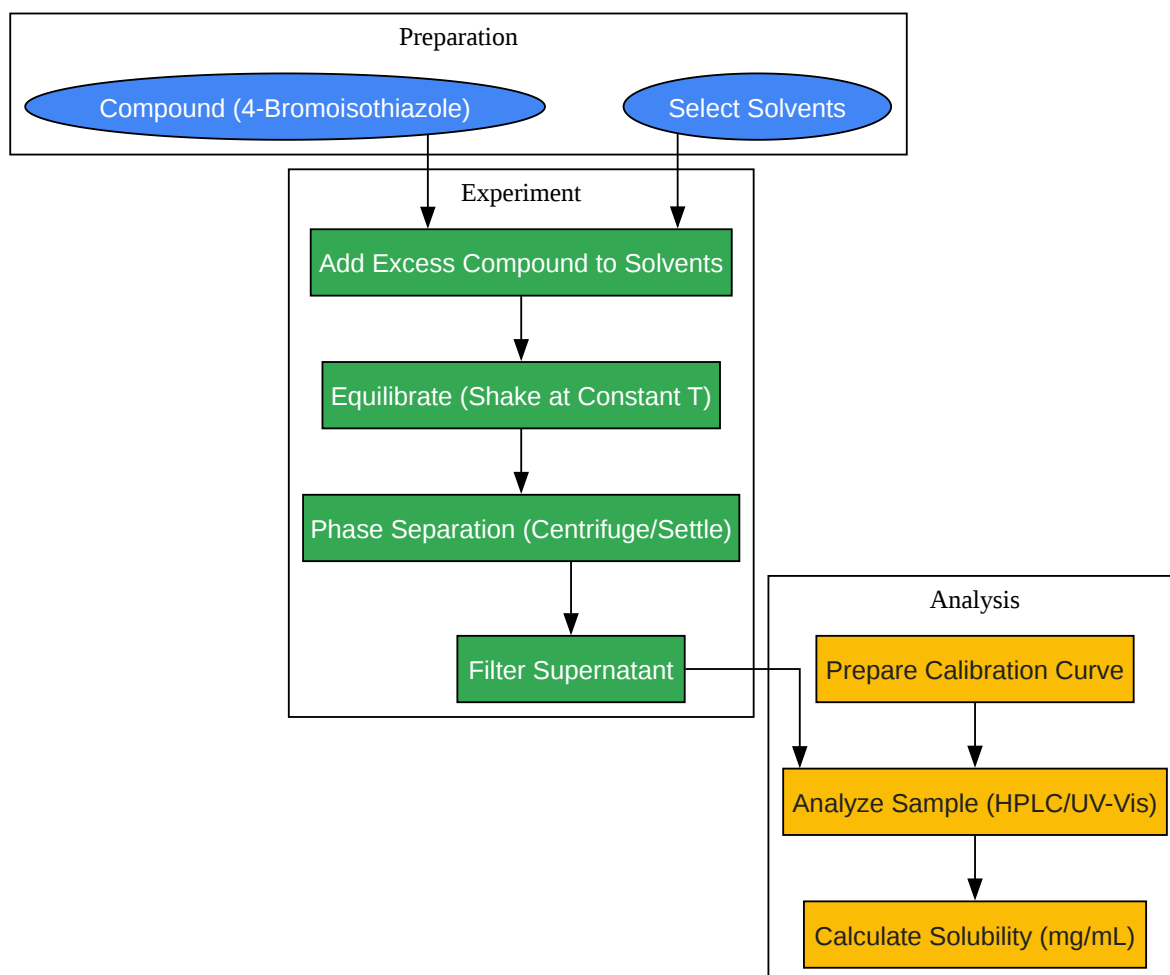 Preparation
Compound (4-Bromoisothiazole)
Select Solvents
Experiment
Add Excess Compound to Solvents
Equilibrate (Shake at Constant T)
Phase Separation (Centrifuge/Settle)
Filter Supernatant
Analysis
Prepare Calibration Curve
Analyze Sample (HPLC/UV-Vis)
Calculate Solubility (mg/mL)